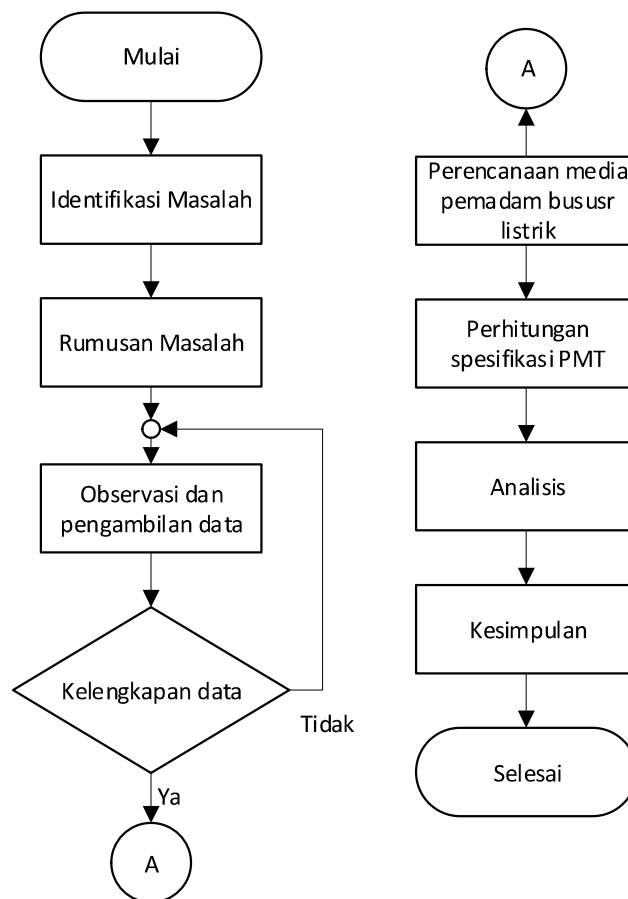 Mulai
Identifikasi Masalah
Rumusan Masalah
Observasi dan
pengambilan data
Kelengkapan data
Tidak
Ya
A
A
Perencanaan media
pemadam bususr
listrik
Perhitungan
spesifikasi PMT
Analisis
Kesimpulan
Selesai